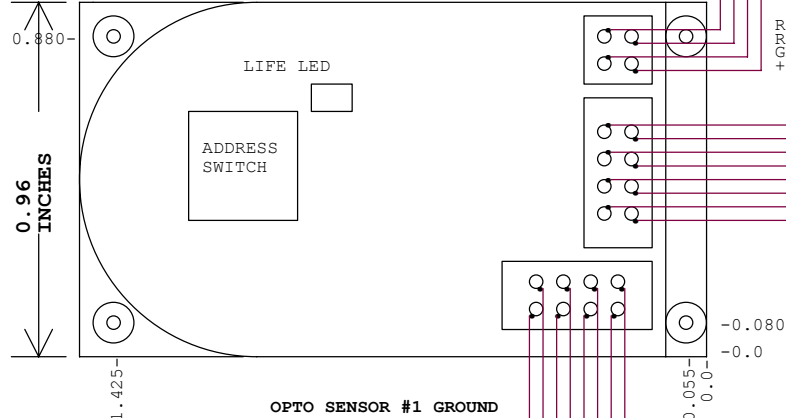 0.880-
R
R
G
+
LIFE LED
ADDRESS
SWITCH
0.96
INCHES
-0.080
-0.0
1.425-
0.055-
0.0-
OPTO SENSOR #1 GROUND